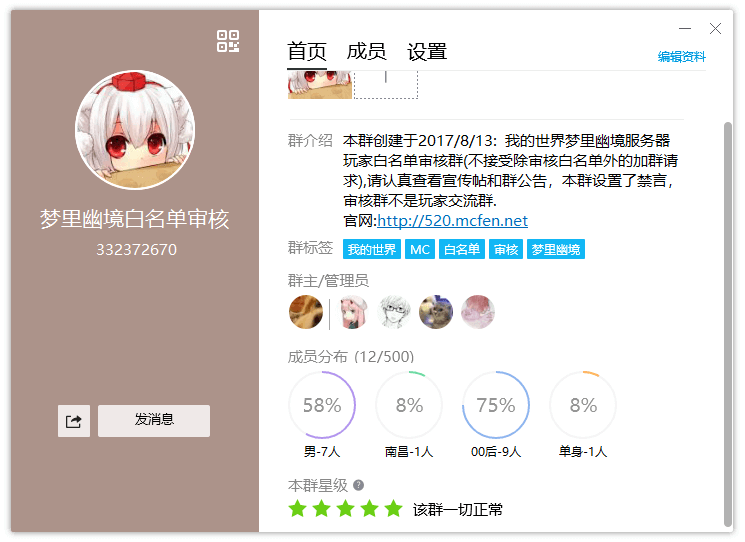 首页 成员 设置
编辑资料
梦里幽境白名单审核
332372670
发消息
群介绍
本群创建于2017/8/13: 我的世界梦里幽境服务器
玩家白名单审核群(不接受除审核白名单外的加群请
求),请认真查看宣传帖和群公告，本群设置了禁言，
审核群不是玩家交流群.
官网:http://520.mcfen.net
群标签 我的世界 MC 白名单 审核 梦里幽境
群主/管理员
成员分布 (12/500)
58% 8% 75% 8%
男-7人 南昌-1人 00后-9人 单身-1人
本群星级 ?
该群一切正常